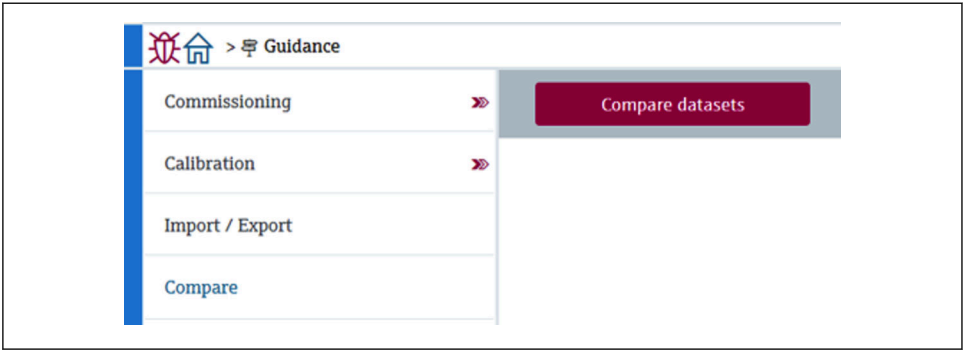 > Guidance
Commissioning
Compare datasets
Calibration
Import / Export
Compare